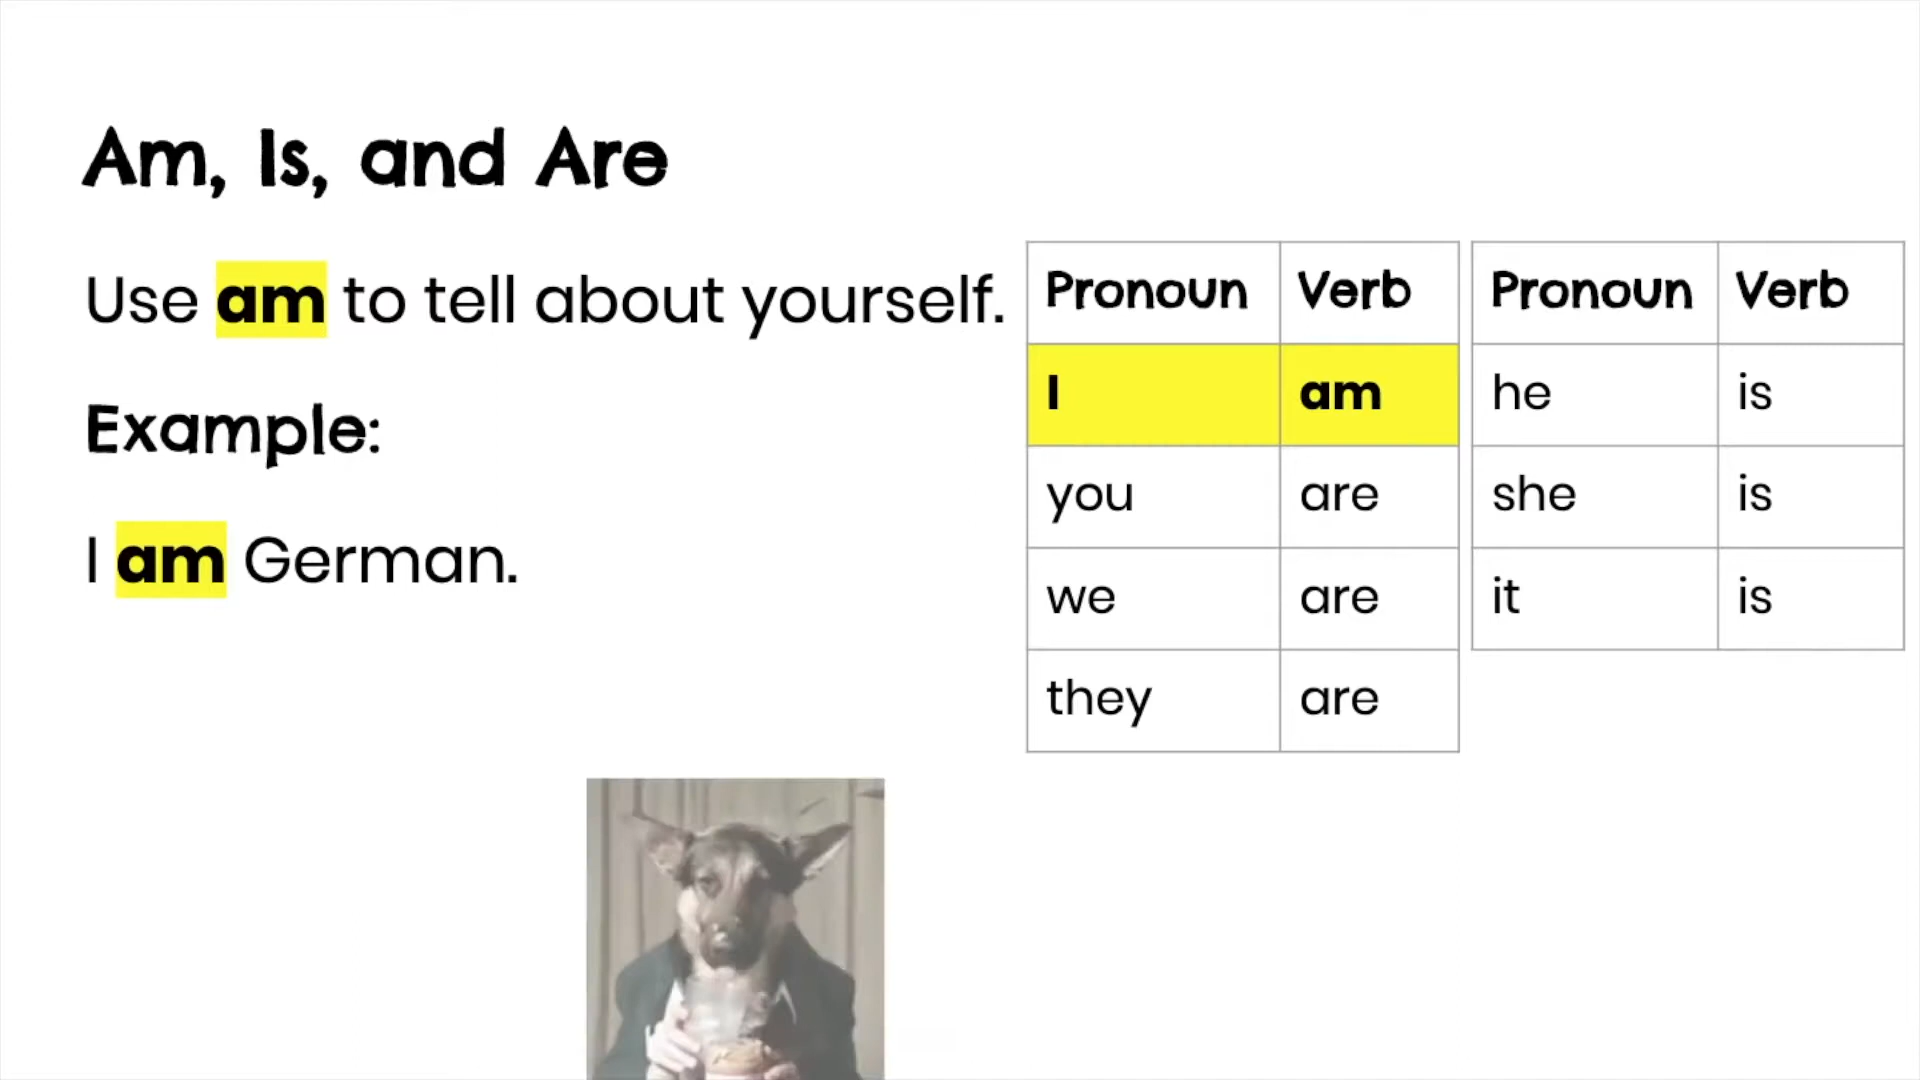 Am, Is, and Are
Use am to tell about yourself.
Example:
I am German.
Pronoun Verb
I am
you are
we are
they are
Pronoun Verb
he is
she is
it is